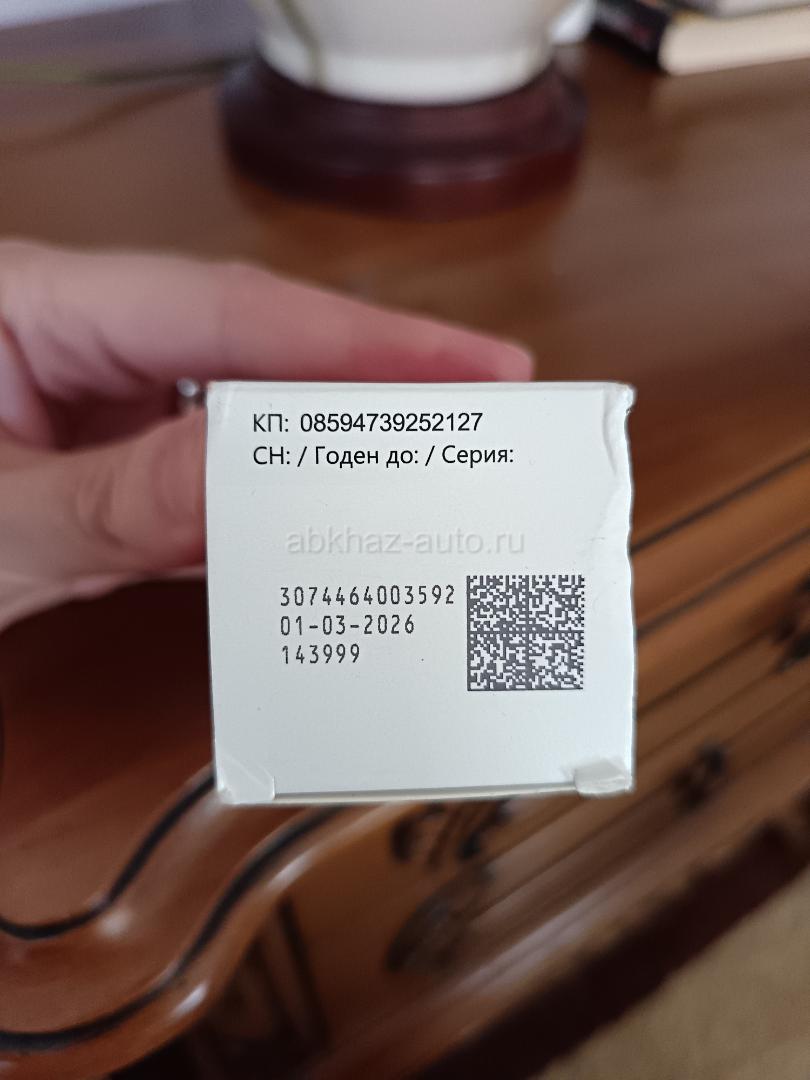 КП: 08594739252127
СН: / Годен до: / Серия:
abkhaz-auto.ru
3074464003592
01-03-2026
143999